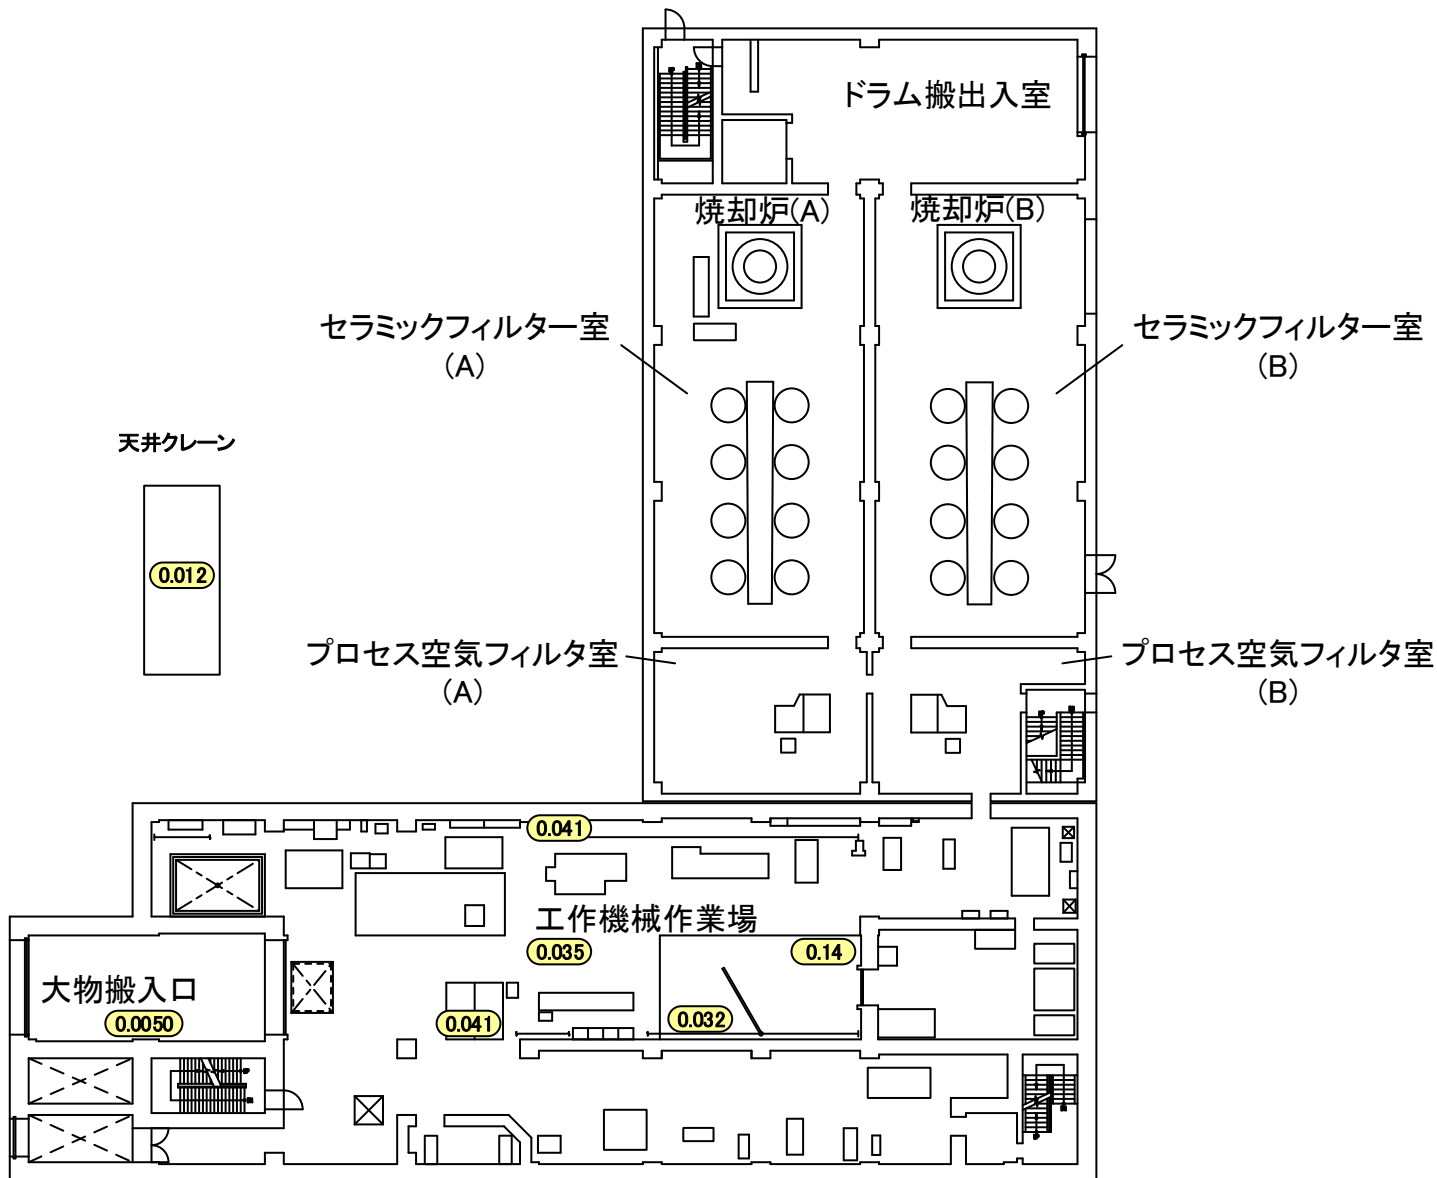 ドラム搬出入室
焼却炉(A)
焼却炉(B)
セラミックフィルター室
(A)
セラミックフィルター室
(B)
天井クレーン
0.012
プロセス空気フィルタ室
(A)
プロセス空気フィルタ室
(B)
0.041
工作機械作業場
0.035
0.14
大物搬入口
0.0050
0.041
0.032